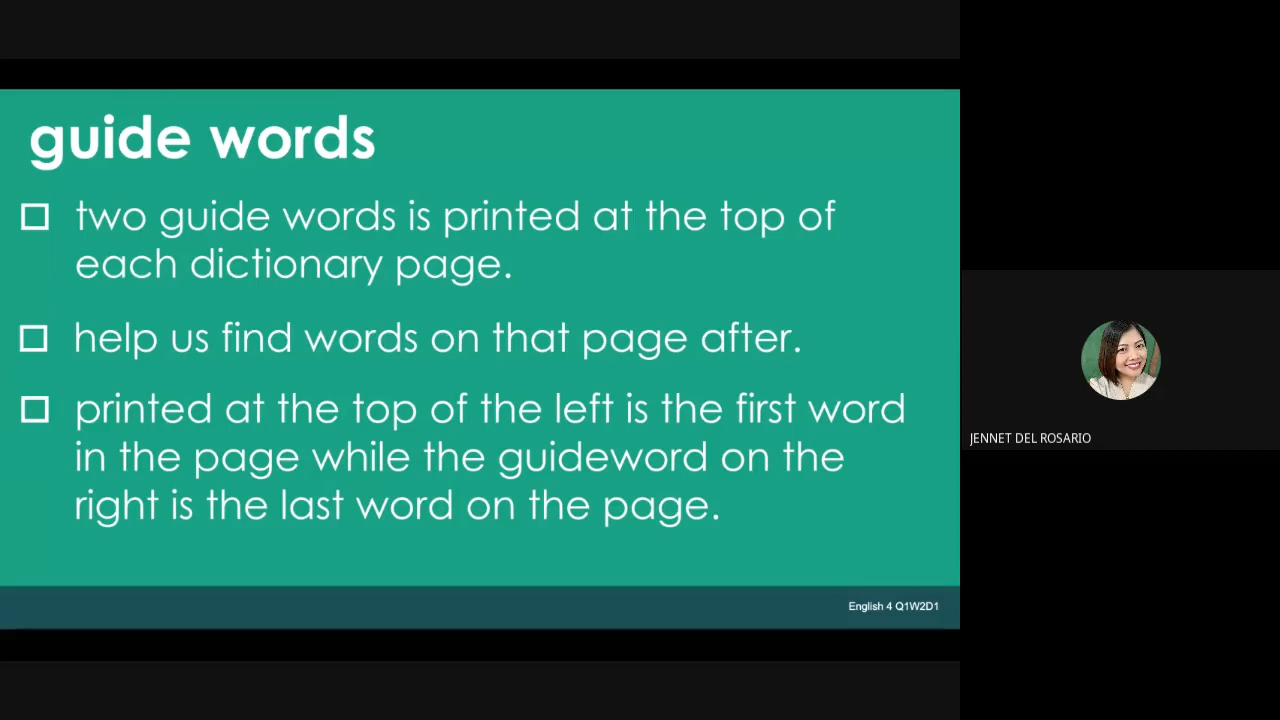 guide words
two guide words is printed at the top of
each dictionary page.
help us find words on that page after.
printed at the top of the left is the first word
in the page while the guideword on the
right is the last word on the page.
English 4 Q1W2D1
JENNET DEL ROSARIO